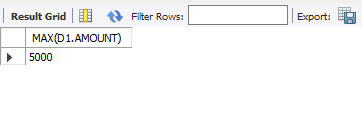 Result Grid Filter Rows: Export:
MAX(D1.AMOUNT)
5000